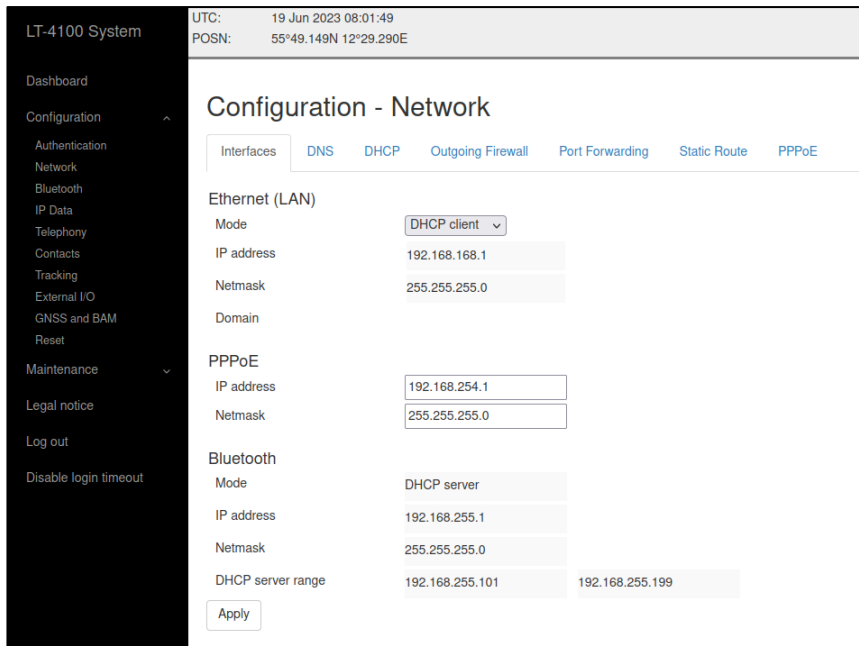 LT-4100 System
UTC: 19 Jun 2023 08:01:49
POSN: 55°49.149N 12°29.290E
Dashboard
Configuration
Authentication
Network
Bluetooth
IP Data
Telephony
Contacts
Tracking
External I/O
GNSS and BAM
Reset
Maintenance
Legal notice
Log out
Disable login timeout
Configuration - Network
Interfaces DNS DHCP Outgoing Firewall Port Forwarding Static Route PPPoE
Ethernet (LAN)
Mode DHCP client
IP address 192.168.168.1
Netmask 255.255.255.0
Domain
PPPoE
IP address 192.168.254.1
Netmask 255.255.255.0
Bluetooth
Mode DHCP server
IP address 192.168.255.1
Netmask 255.255.255.0
DHCP server range 192.168.255.101 192.168.255.199
Apply